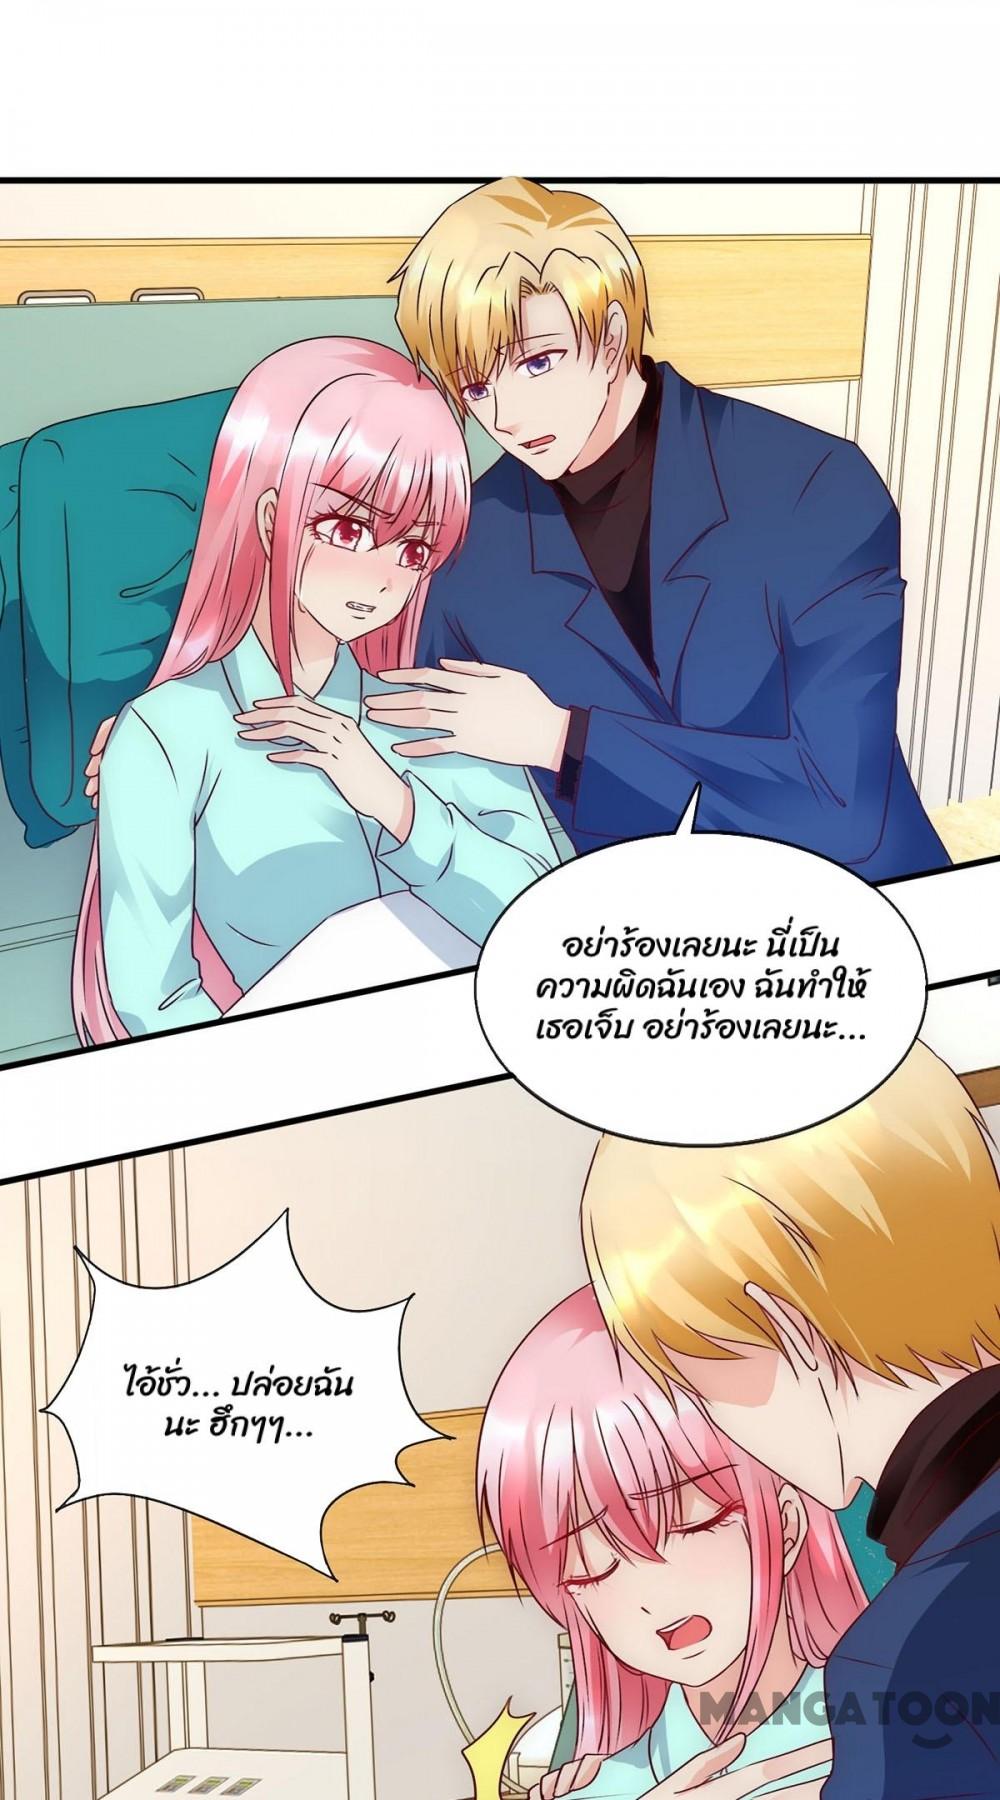 อย่าร้องเลยนะ นี่เป็น
ความผิดฉันเอง ฉันทำให้
เธอเจ็บ อย่าร้องเลยนะ...
ไอ้ชั่ว... ปล่อยฉัน
นะ ฮึกๆๆ...
MANGATOON